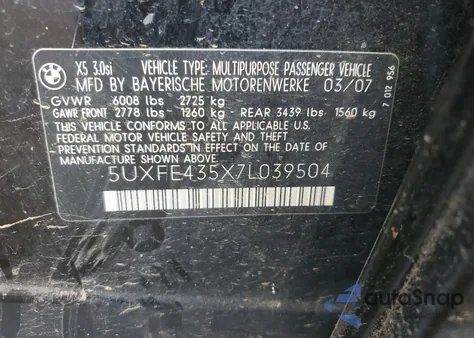 BMW
X5 3.0si VEHICLE TYPE: MULTIPURPOSE PASSENGER VEHICLE
MFD BY BAYERISCHE MOTORENWERKE 03/07
GVWR 6008 lbs 2725 kg
GAWR FRONT 2778 lbs 1260 kg - REAR 3439 lbs 1560 kg
THIS VEHICLE CONFORMS TO ALL APPLICABLE U.S.
FEDERAL MOTOR VEHICLE SAFETY, BUMPER AND THEFT
PREVENTION STANDARDS IN EFFECT ON THE DATE OF
MANUFACTURE SHOWN ABOVE
5UXFE435X7L039504
7 012 956
autoSnap